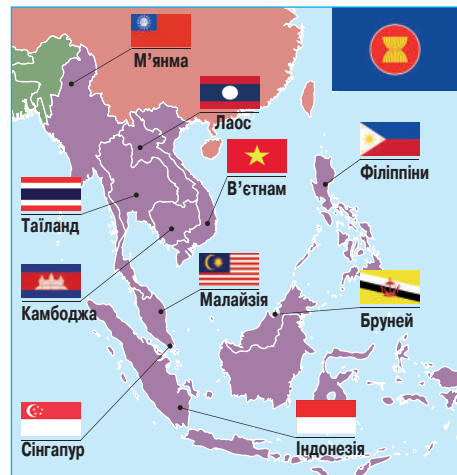 М'янма
Лаос
В'єтнам
Філіппіни
Таїланд
Камбоджа
Малайзія
Бруней
Сінгапур
Індонезія